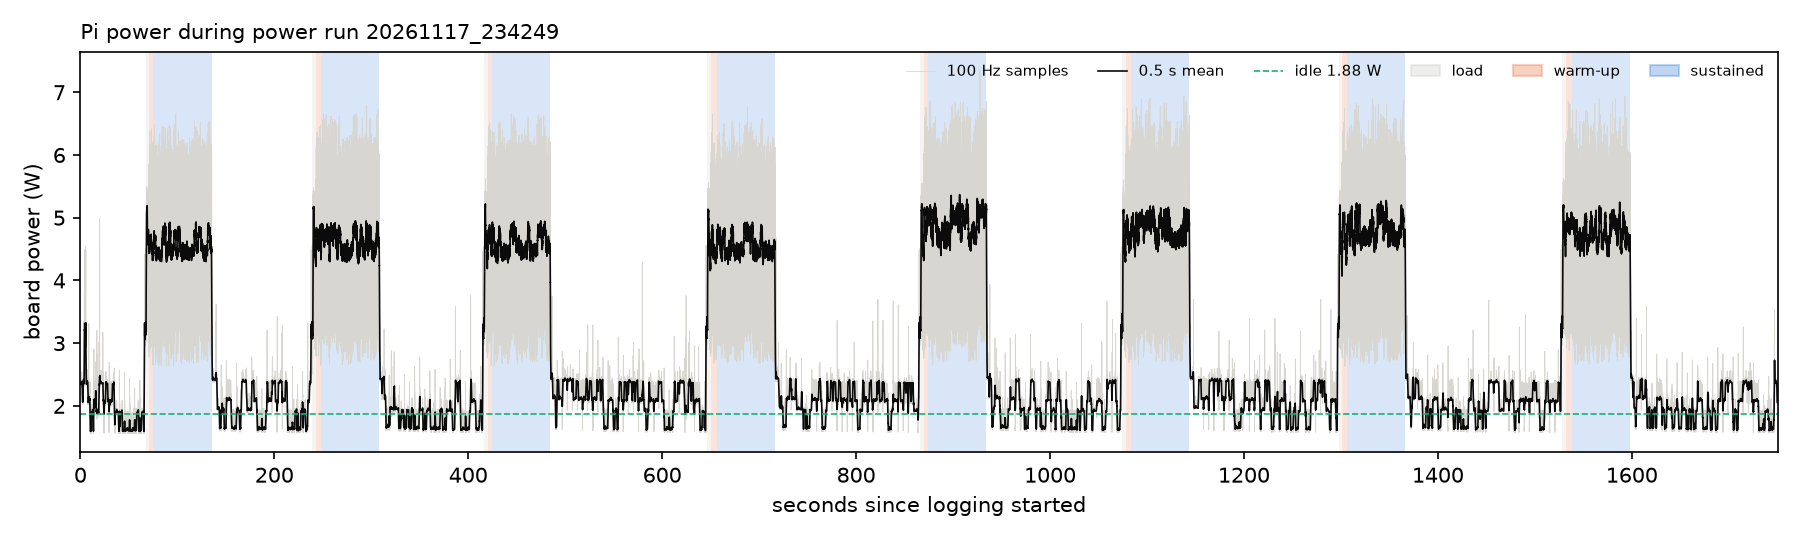 Pi power during power run 20261117_234249
100 Hz samples 0.5 s mean idle 1.88 W load warm-up sustained
board power (W)
7
6
5
4
3
2
0 200 400 600 800 1000 1200 1400 1600
seconds since logging started